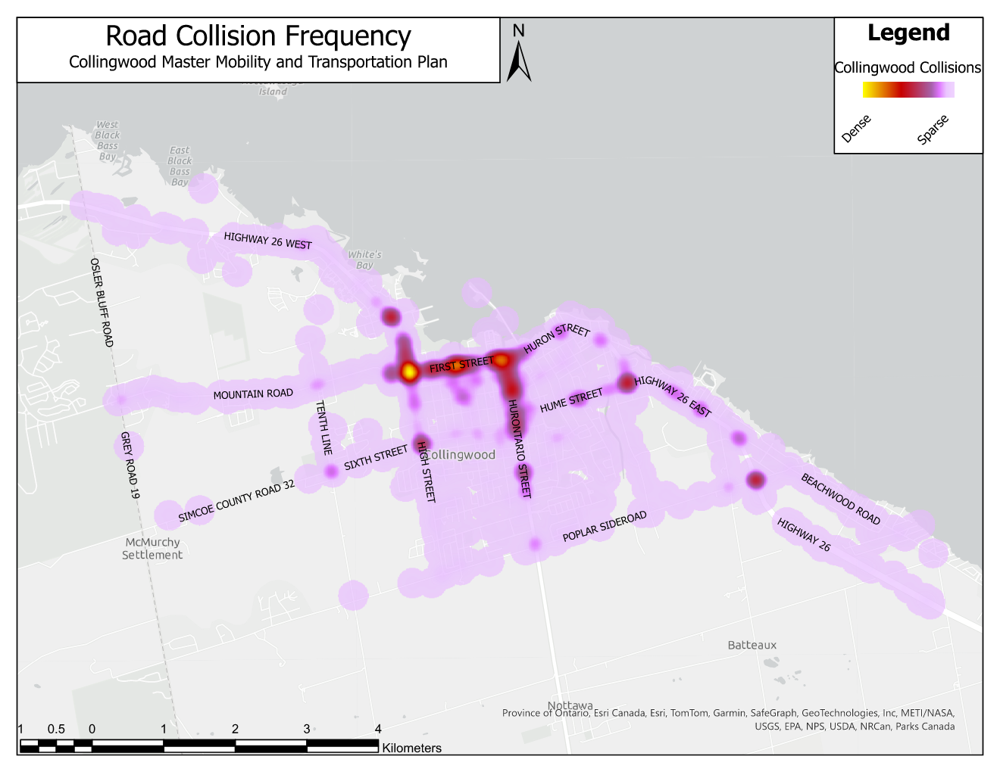 Road Collision Frequency
Collingwood Master Mobility and Transportation Plan
N
Legend
Collingwood Collisions
Dense
Sparse
Island
West
Black
Bass
Bay
East
Black
Bass
Bay
HIGHWAY 26 WEST
White's
Bay
OSLER BLUFF ROAD
HURON STREET
FIRST STREET
MOUNTAIN ROAD
HIGHWAY 26 EAST
HUME STREET
TENTH LINE
HURONTARIO STREET
GREY ROAD 19
SIXTH STREET
HIGH STREET
Collingwood
SIMCOE COUNTY ROAD 32
BEACHWOOD ROAD
POPLAR SIDEROAD
HIGHWAY 26
McMurchy
Settlement
Batteaux
Nottawa
Province of Ontario, Esri Canada, Esri, TomTom, Garmin, SafeGraph, GeoTechnologies, Inc, METI/NASA,
USGS, EPA, NPS, USDA, NRCan, Parks Canada
1 0.5 0 1 2 3 4
Kilometers